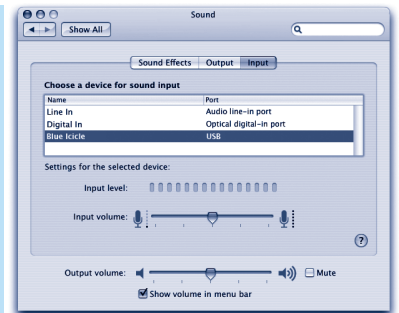 Sound
Show All
Sound Effects Output Input
Choose a device for sound input
Name Port
Line In Audio line-in port
Digital In Optical digital-in port
Blue Icicle USB
Settings for the selected device:
Input level:
Input volume:
?
Output volume: Mute
Show volume in menu bar